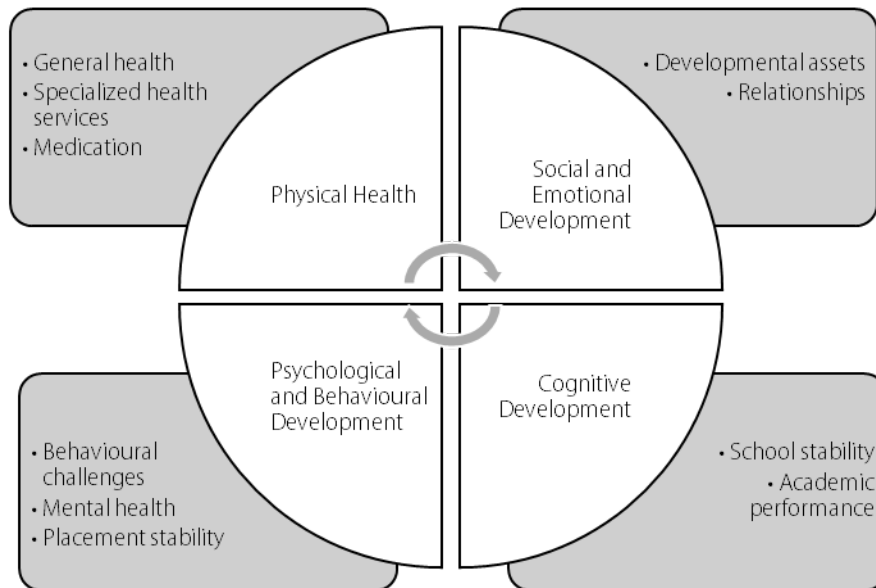 • General health
• Specialized health
services
• Medication
Physical Health
• Developmental assets
• Relationships
Social and
Emotional
Development
Psychological
and Behavioural
Development
• Behavioural
challenges
• Mental health
• Placement stability
Cognitive
Development
• School stability
• Academic
performance